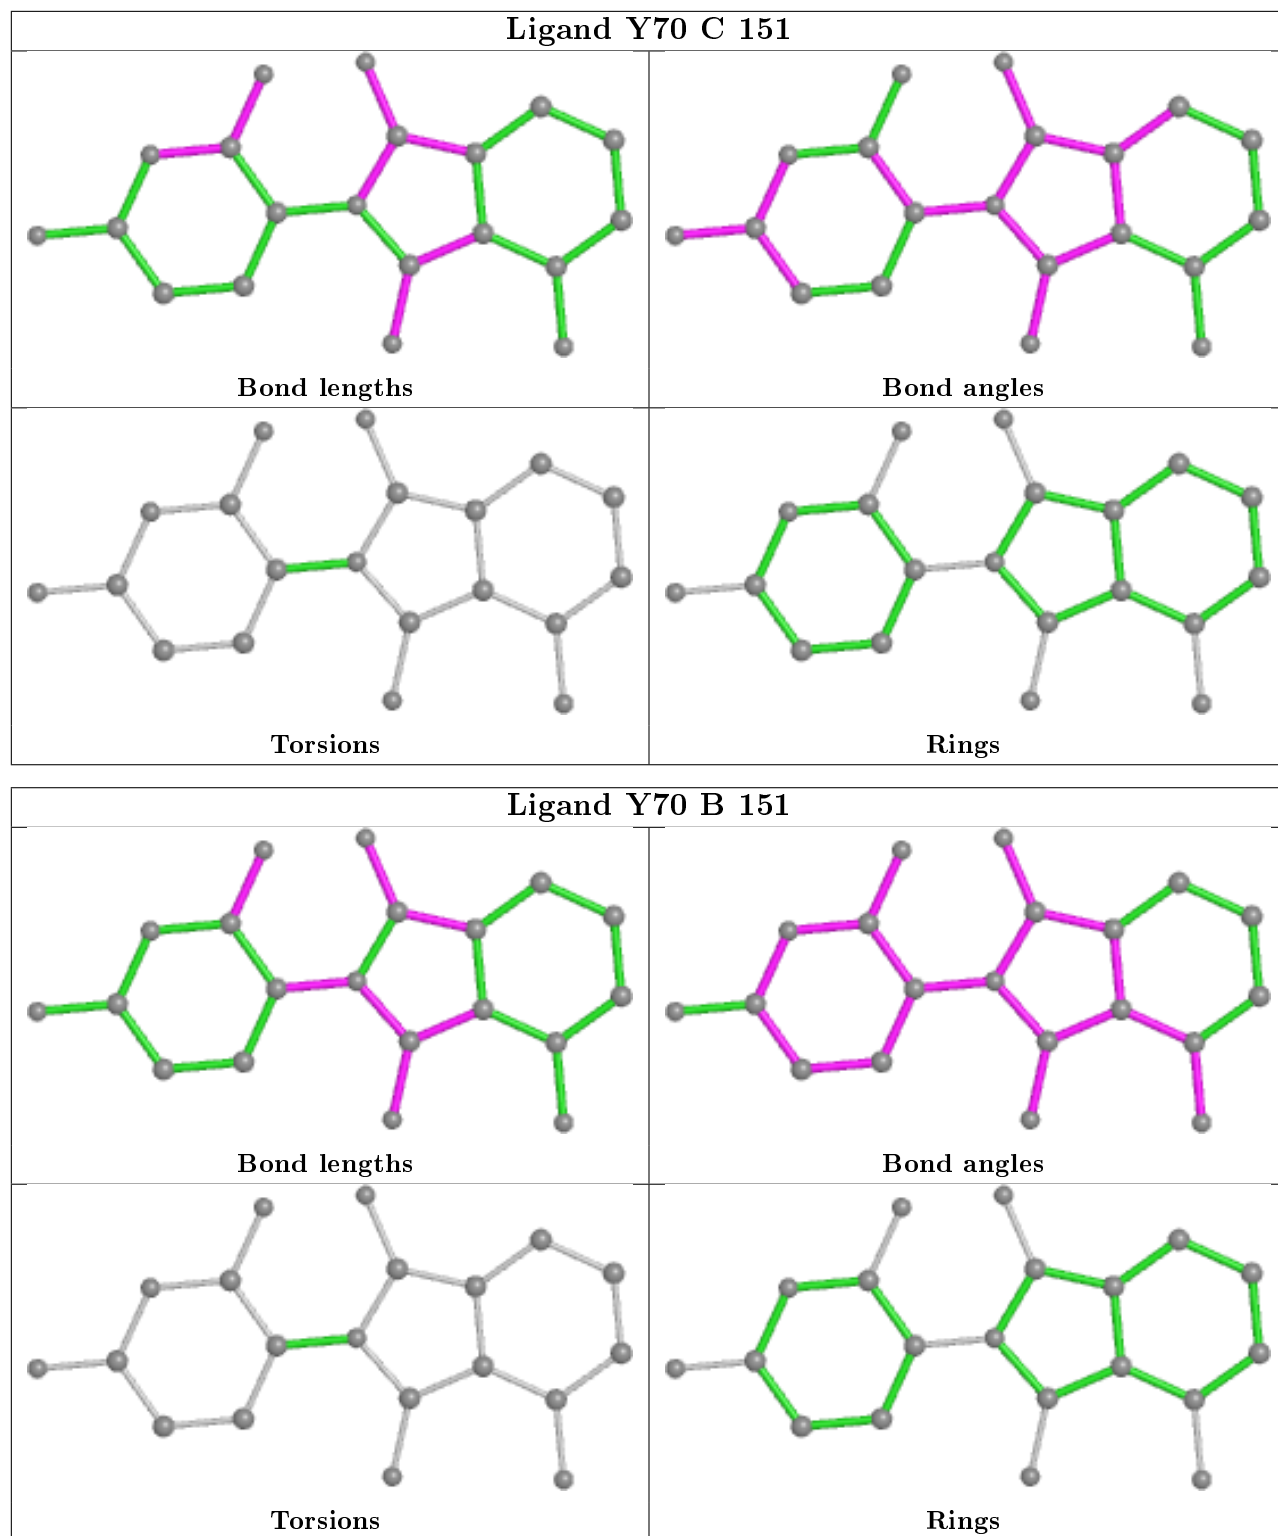 Ligand Y70 C 151
Bond lengths
Bond angles
Torsions
Rings
Ligand Y70 B 151
Bond lengths
Bond angles
Torsions
Rings